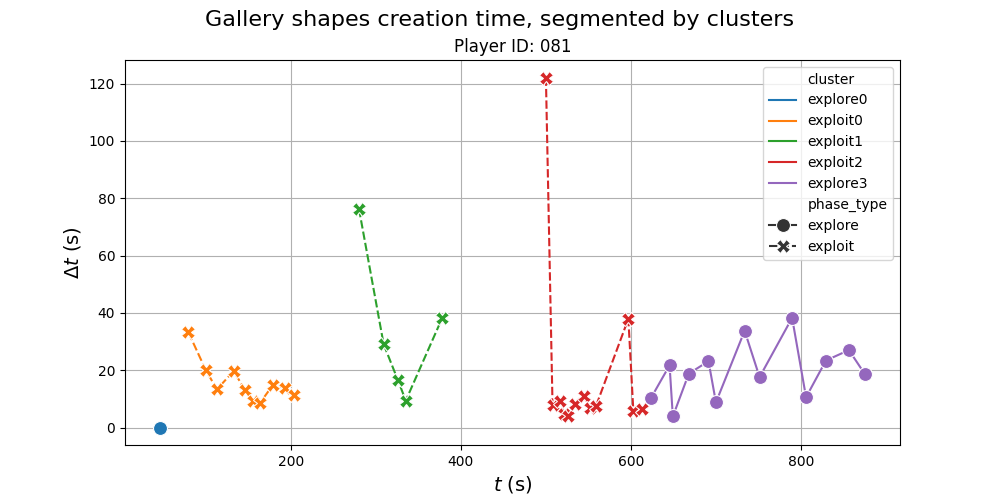 Gallery shapes creation time, segmented by clusters
Player ID: 081
120
100
80
60
40
20
0
Δt (s)
200
400
600
800
t (s)
cluster
explore0
exploit0
exploit1
exploit2
explore3
phase_type
explore
exploit